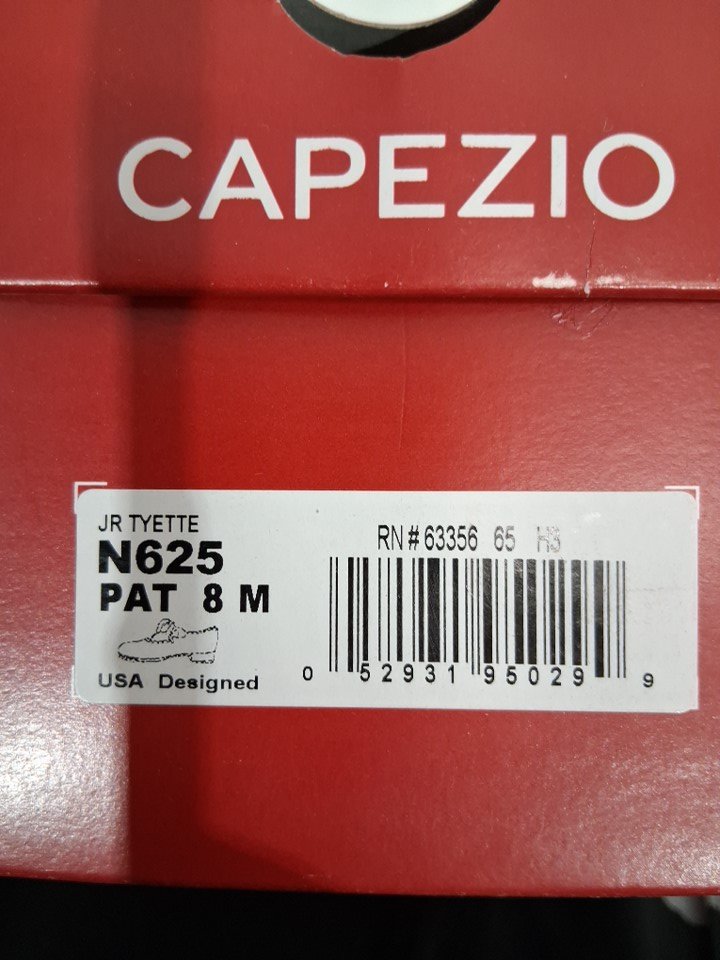 CAPEZIO
JR TYETTE
N625
PAT 8 M
USA Designed
RN# 63356 65 H3
0 52931 95029 9